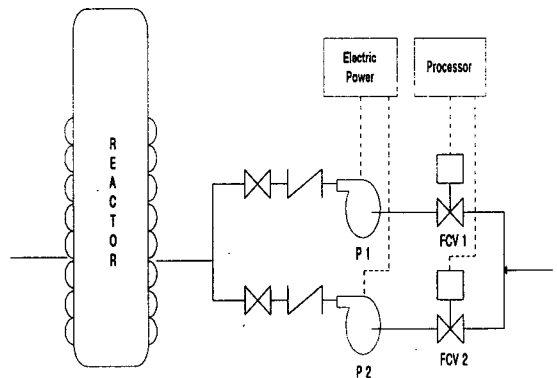 Electric
Power
Processor
REACTOR
P 1
FCV 1
P 2
FCV 2